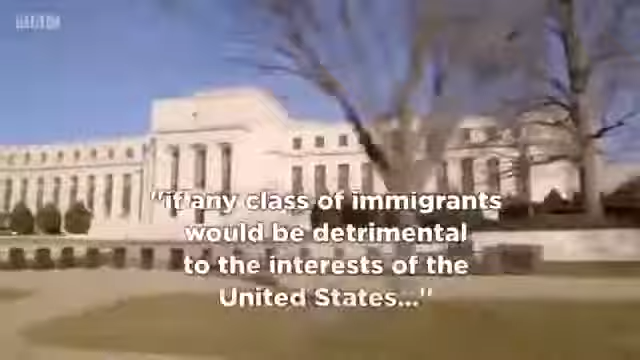 "if any class of immigrants
would be detrimental
to the interests of the
United States..."